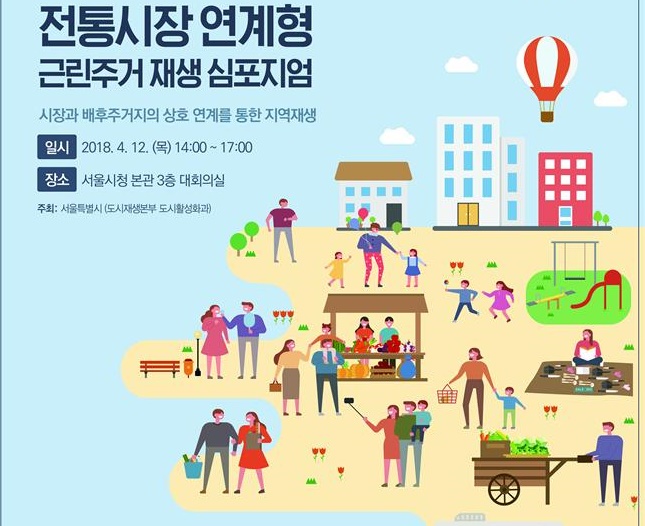 전통시장 연계형
근린주거 재생 심포지엄
시장과 배후주거지의 상호 연계를 통한 지역재생
일시 2018. 4. 12. (목) 14:00 ~ 17:00
장소 서울시청 본관 3층 대회의실
주최: 서울특별시 (도시재생본부 도시활성화과)